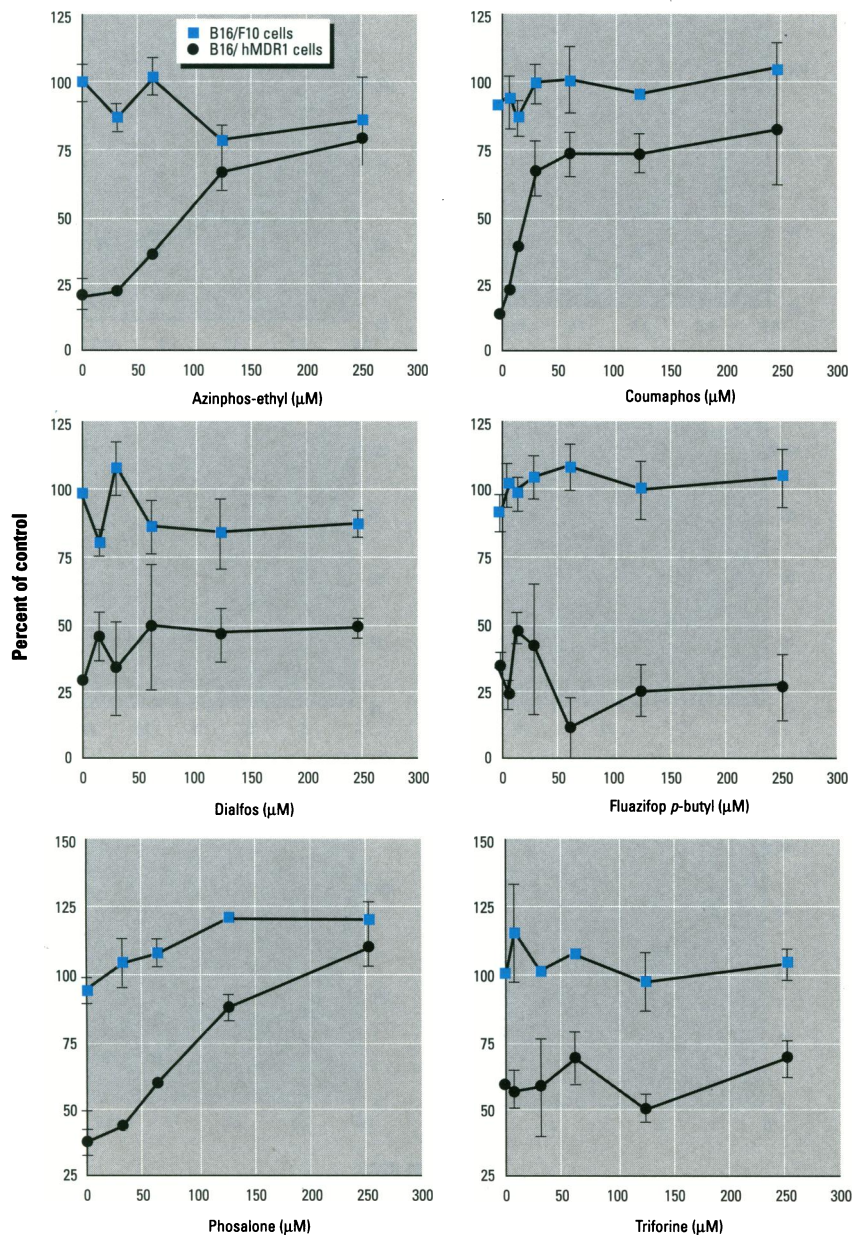 B16/F10 cells
B16/ hMDR1 cells
125
100
75
50
25
0
0 50 100 150 200 250 300
Azinphos-ethyl (μM)
125
100
75
50
25
0
0 50 100 150 200 250 300
Coumaphos (μM)
Percent of control
125
100
75
50
25
0
0 50 100 150 200 250 300
Dialfos (μM)
125
100
75
50
25
0
0 50 100 150 200 250 300
Fluazifop p-butyl (μM)
150
125
100
75
50
25
0 50 100 150 200 250 300
Phosalone (μM)
150
125
100
75
50
25
0 50 100 150 200 250 300
Triforine (μM)